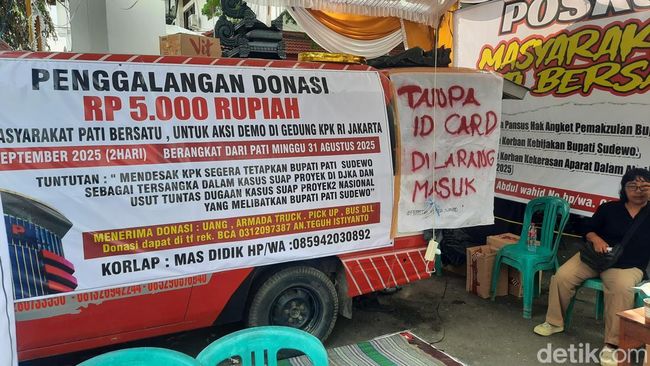 PENGGALANGAN DONASI
RP 5.000 RUPIAH
MASYARAKAT PATI BERSATU , UNTUK AKSI DEMO DI GEDUNG KPK RI JAKARTA
SEPTEMBER 2025 (2HARI) BERANGKAT DARI PATI MINGGU 31 AGUSTUS 2025
TUNTUTAN : " MENDESAK KPK SEGERA TETAPKAN BUPATI PATI SUDEWO
SEBAGAI TERSANGKA DALAM KASUS SUAP PROYEK2 DI DJKA DAN
USUT TUNTAS DUGAAN KASUS SUAP PROYEK2 NASIONAL
YANG MELIBATKAN BUPATI PATI SUDEWO"
MENERIMA DONASI : UANG , ARMADA TRUCK - PICK UP , BUS DLL
Donasi dapat di tf rek. BCA 0312097387 AN.TEGUH ISTIYANTO
KORLAP : MAS DIDIK HP/WA :085942030892
TANPA
ID CARD
DILARANG
MASUK
Vit
POSKO
MASYARAKA
BERSA
Pansus Hak Angket Pemakzulan Bu
Korban Kebijakan Bupati Sudewo.
Korban Kekerasan Aparat Dalam
2025
Abdul wahid No hp/wa.
detikcom